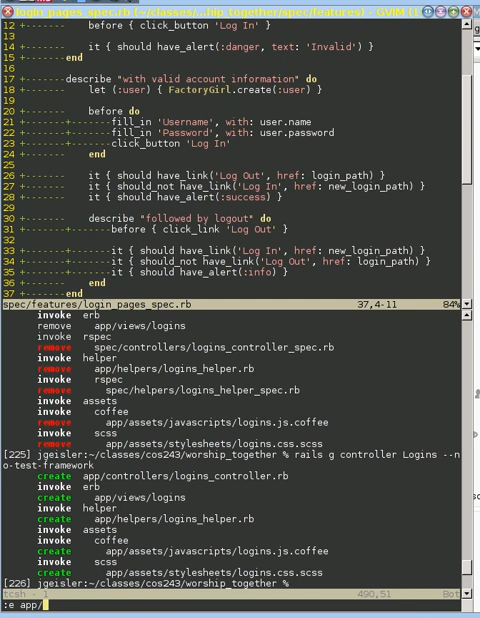 login_pages_spec.rb (~/classes/...hip_together/spec/features) - GVIM (1
12 +-------    before { click_button 'Log In' }
13
14 +-------    it { should have_alert(:danger, text: 'Invalid') }
15 +-------end
16
17 +-------describe "with valid account information" do
18 +-------    let (:user) { FactoryGirl.create(:user) }
19
20 +-------    before do
21 +-------+-------fill_in 'Username', with: user.name
22 +-------+-------fill_in 'Password', with: user.password
23 +-------+-------click_button 'Log In'
24 +-------    end
25
26 +-------    it { should have_link('Log Out', href: login_path) }
27 +-------    it { should_not have_link('Log In', href: new_login_path) }
28 +-------    it { should have_alert(:success) }
29
30 +-------    describe "followed by logout" do
31 +-------+-------before { click_link 'Log Out' }
32
33 +-------+-------it { should have_link('Log In', href: new_login_path) }
34 +-------+-------it { should_not have_link('Log Out', href: login_path) }
35 +-------+-------it { should have_alert(:info) }
36 +-------    end
37 +-------end
spec/features/login_pages_spec.rb 37,4-11 84%
invoke erb
remove app/views/logins
invoke rspec
remove spec/controllers/logins_controller_spec.rb
invoke helper
remove app/helpers/logins_helper.rb
invoke rspec
remove spec/helpers/logins_helper_spec.rb
invoke assets
invoke coffee
remove app/assets/javascripts/logins.js.coffee
invoke scss
remove app/assets/stylesheets/logins.css.scss
[225] jgeisler:~/classes/cos243/worship_together % rails g controller Logins --n
o-test-framework
create app/controllers/logins_controller.rb
invoke erb
create app/views/logins
invoke helper
create app/helpers/logins_helper.rb
invoke assets
invoke coffee
create app/assets/javascripts/logins.js.coffee
invoke scss
create app/assets/stylesheets/logins.css.scss
[226] jgeisler:~/classes/cos243/worship_together %
tcsh - 1 490,51 Bot
:e app/